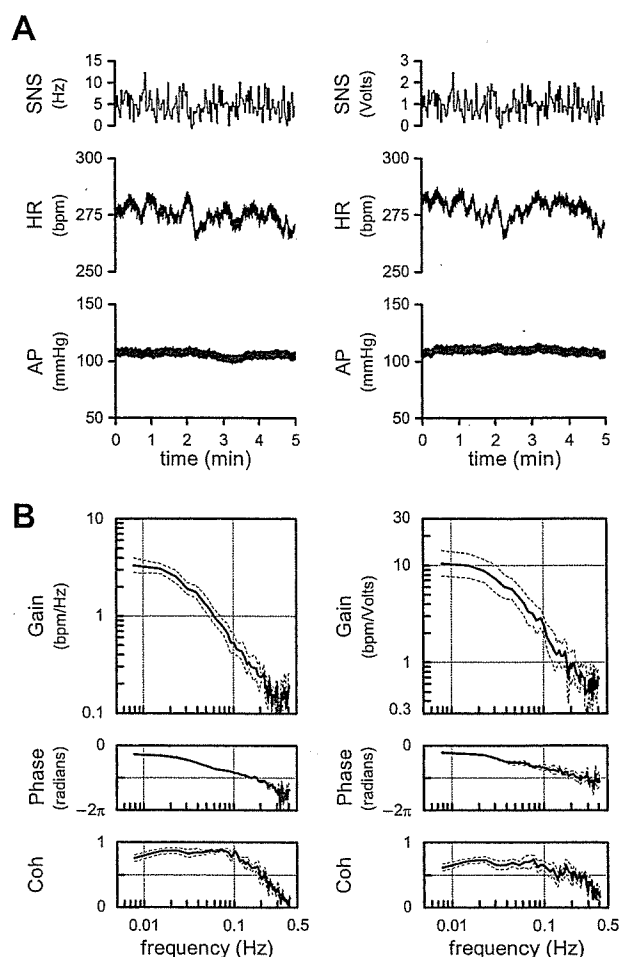 A
SNS
(Hz)
15
10
5
0
HR
(bpm)
300
275
250
AP
(mmHg)
150
100
50
0 1 2 3 4 5
time (min)
SNS
(Volts)
3
2
1
0
HR
(bpm)
300
275
250
AP
(mmHg)
150
100
50
0 1 2 3 4 5
time (min)
B
Gain
(bpm/Hz)
10
1
0.1
Phase
(radians)
0
−2π
Coh
1
0
0.01 0.1 0.5
frequency (Hz)
Gain
(bpm/Volts)
30
10
1
0.3
Phase
(radians)
0
−2π
Coh
1
0
0.01 0.1 0.5
frequency (Hz)